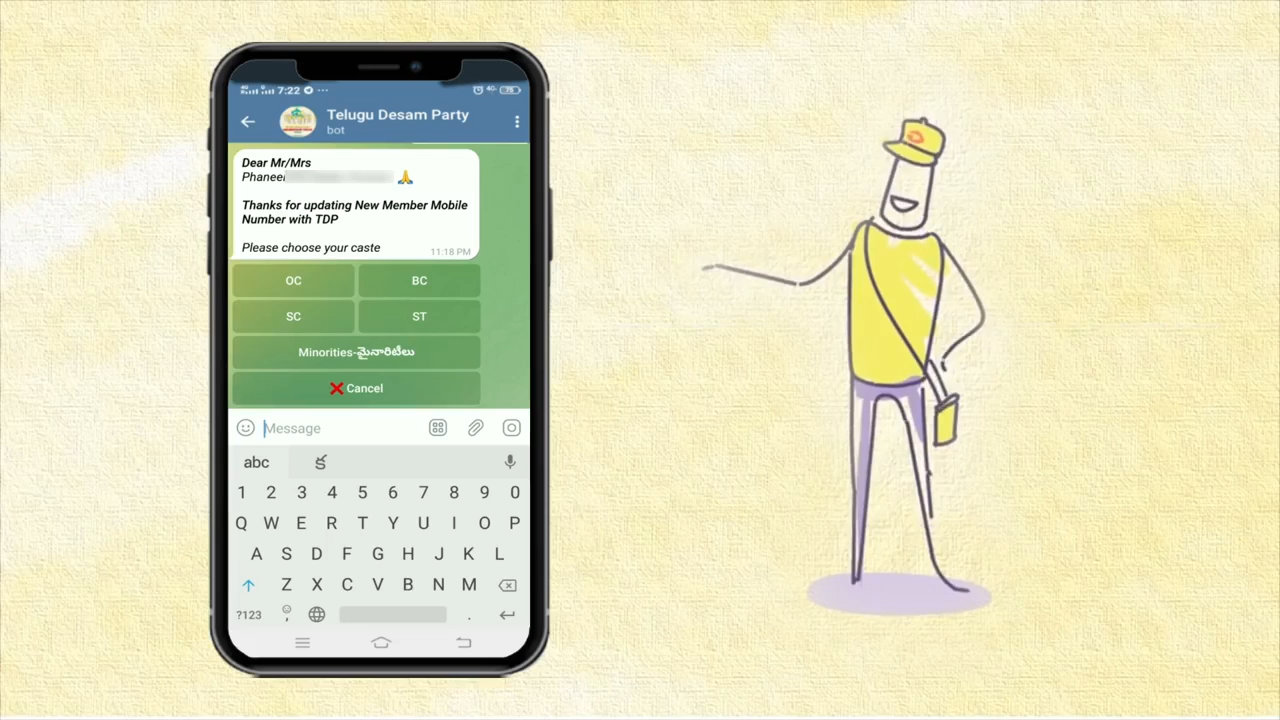 7:22
4G
75
Telugu Desam Party
bot
Dear Mr/Mrs
🙏
Thanks for updating New Member Mobile
Number with TDP
Please choose your caste
11:18 PM
OC BC
SC ST
Minorities-మైనారిటీలు
❌ Cancel
Message
abc క
1 2 3 4 5 6 7 8 9 0
Q W E R T Y U I O P
A S D F G H J K L
Z X C V B N M
?123 , .